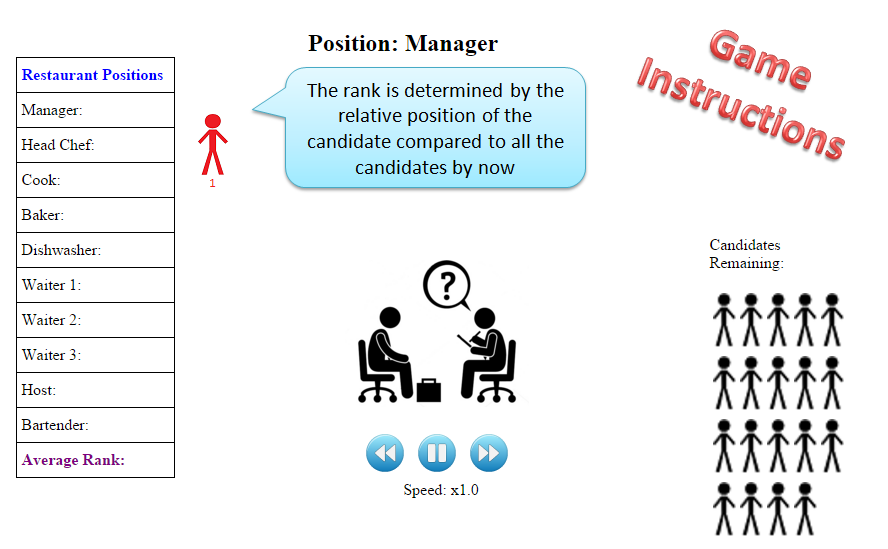 Position: Manager
Game
Instructions
Restaurant Positions
Manager:
Head Chef:
Cook:
Baker:
Dishwasher:
Waiter 1:
Waiter 2:
Waiter 3:
Host:
Bartender:
Average Rank:
1
The rank is determined by the
relative position of the
candidate compared to all the
candidates by now
?
Speed: x1.0
Candidates
Remaining: